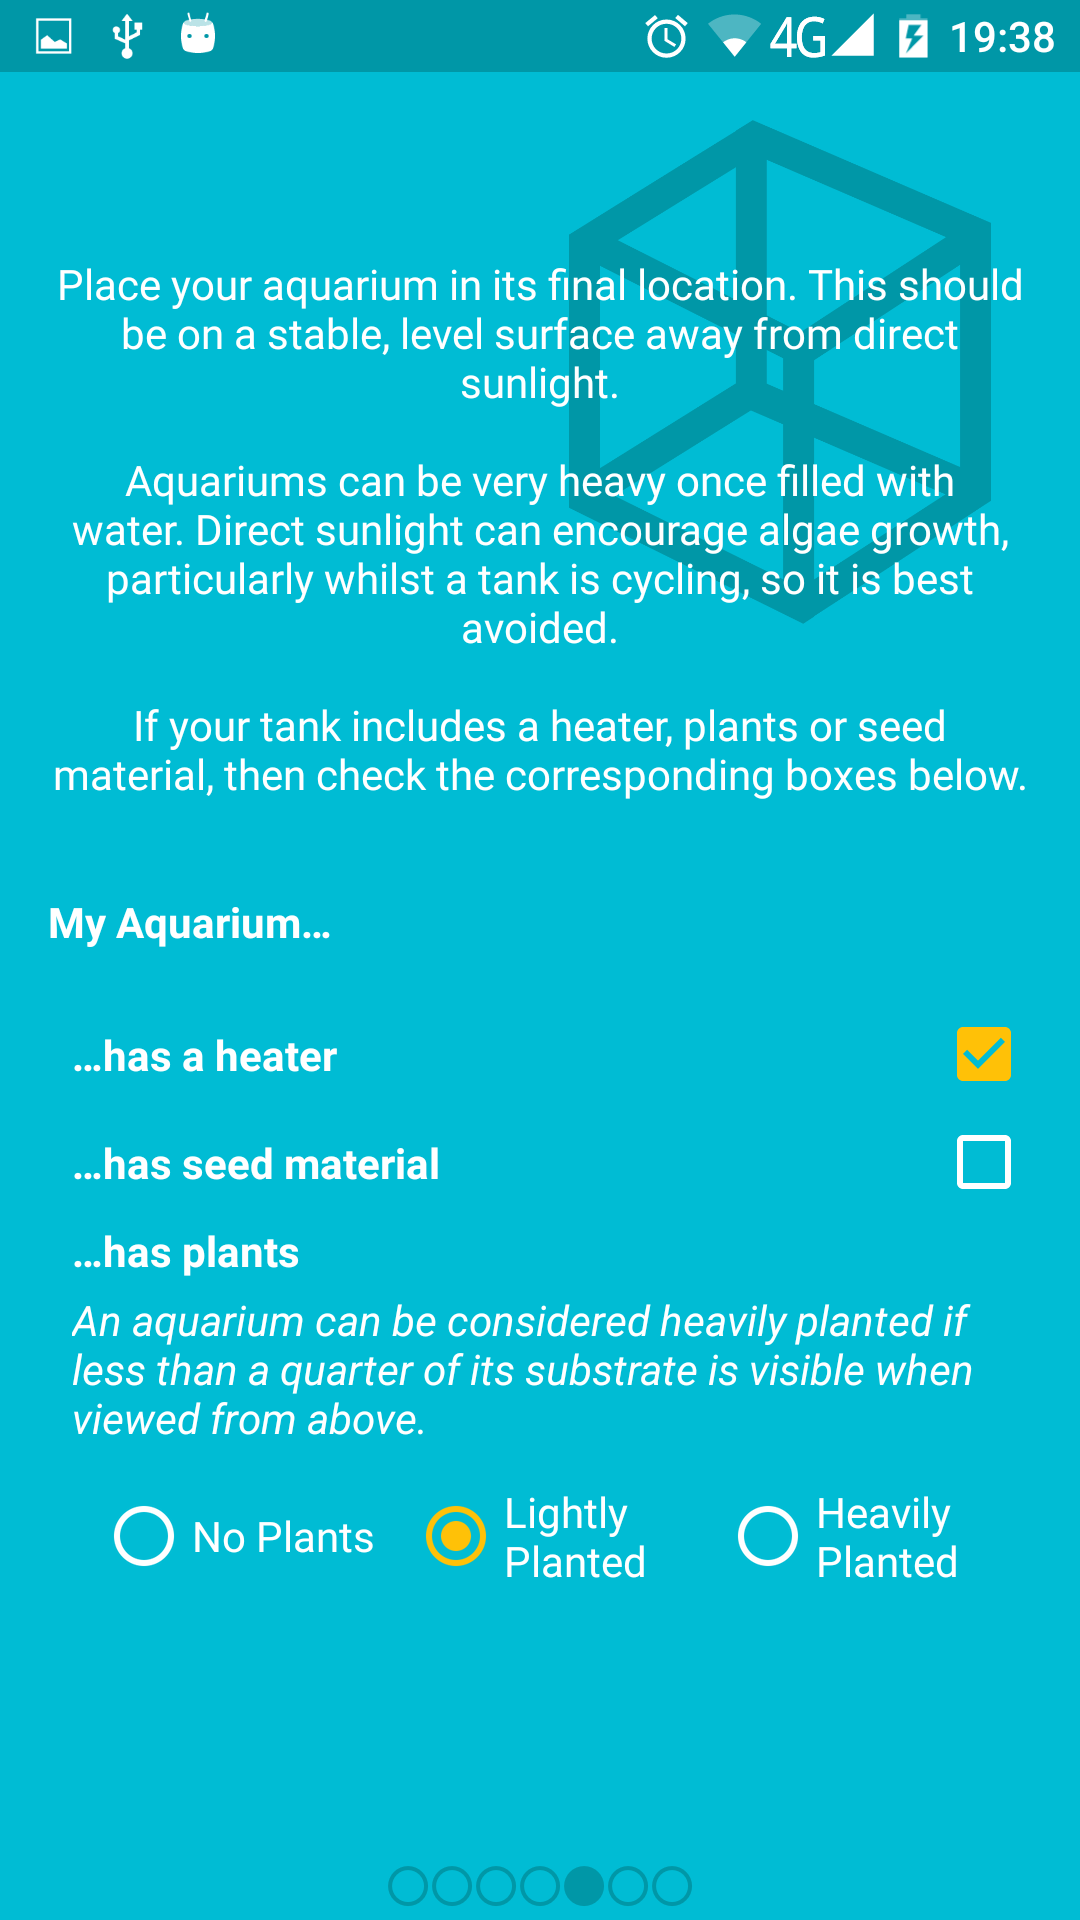 4G 19:38
Place your aquarium in its final location. This should
be on a stable, level surface away from direct
sunlight.
Aquariums can be very heavy once filled with
water. Direct sunlight can encourage algae growth,
particularly whilst a tank is cycling, so it is best
avoided.
If your tank includes a heater, plants or seed
material, then check the corresponding boxes below.
My Aquarium…
…has a heater
…has seed material
…has plants
An aquarium can be considered heavily planted if
less than a quarter of its substrate is visible when
viewed from above.
No Plants
Lightly
Planted
Heavily
Planted